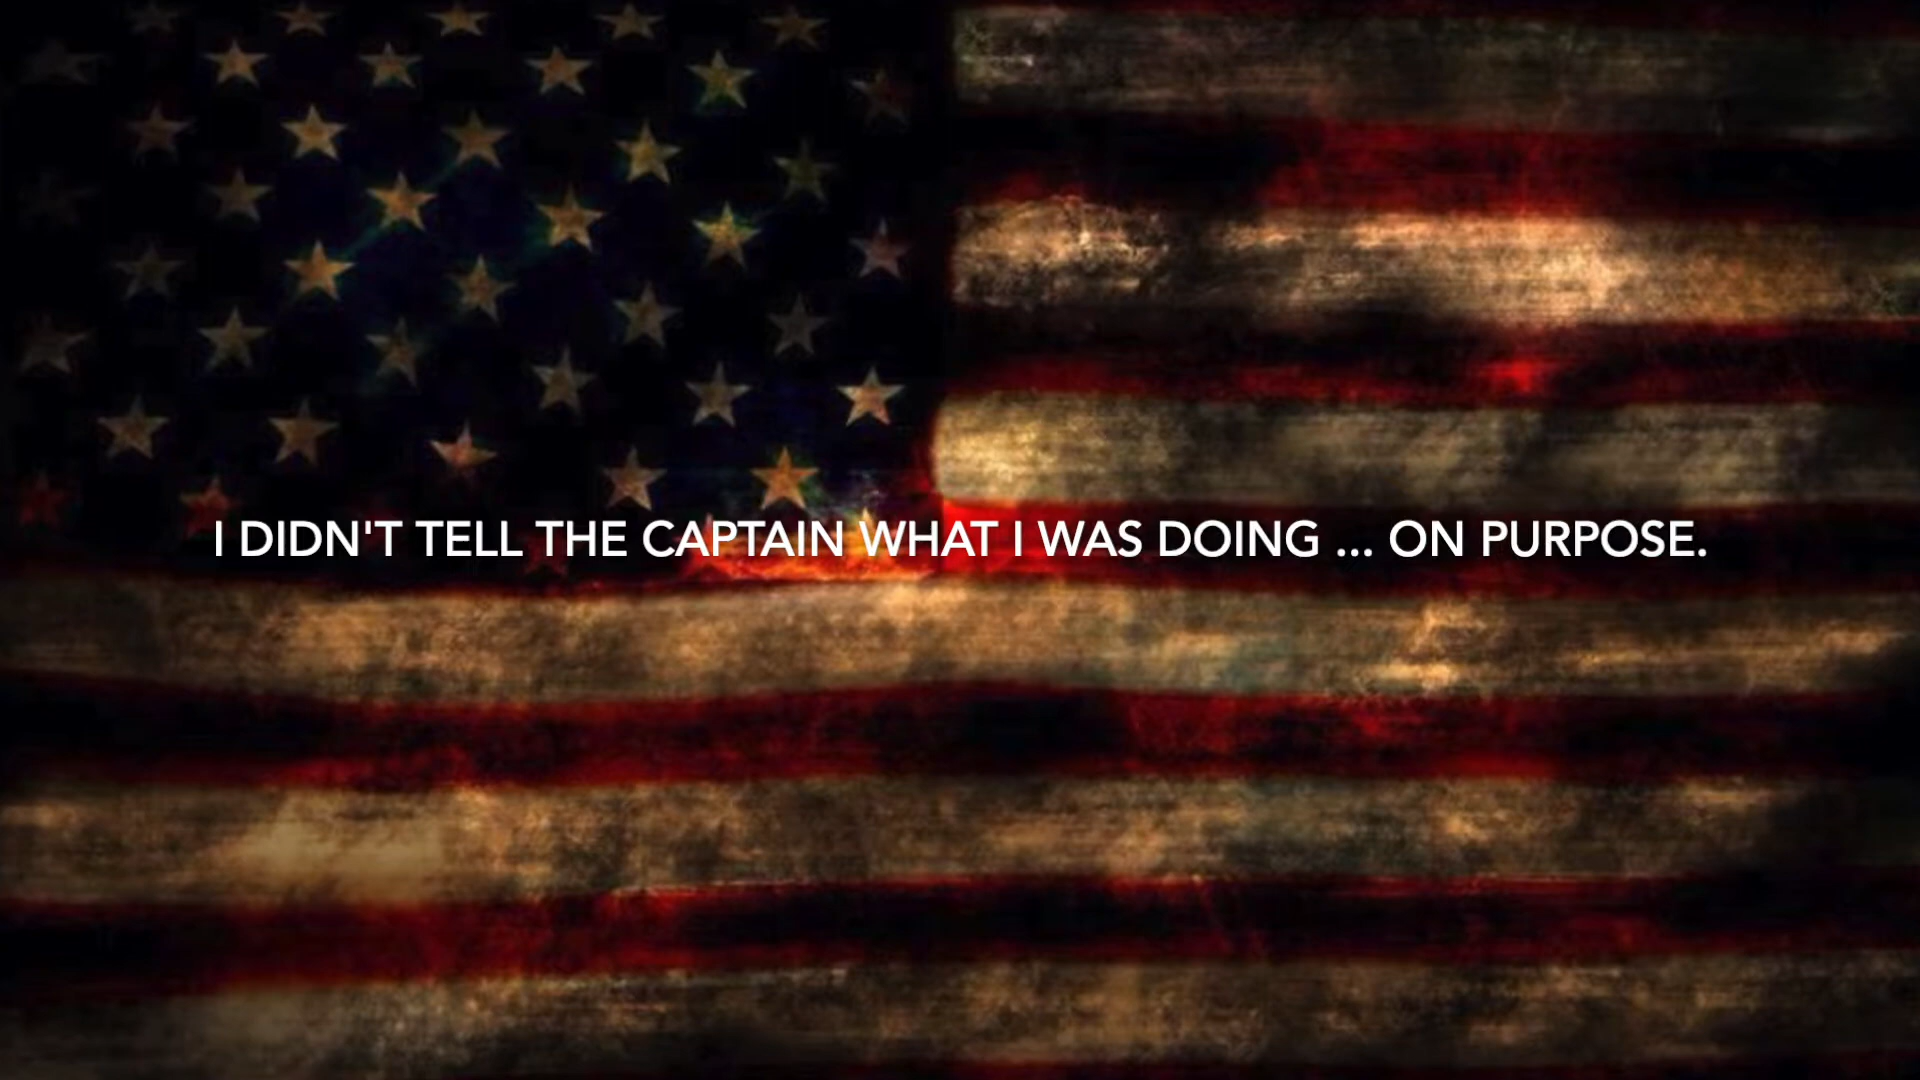 I DIDN'T TELL THE CAPTAIN WHAT I WAS DOING ... ON PURPOSE.